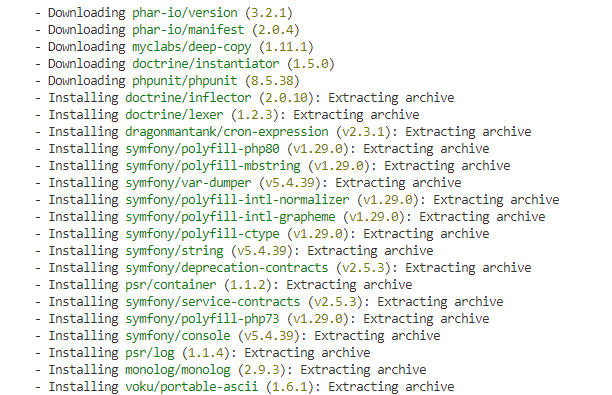 - Downloading phar-io/version (3.2.1)
- Downloading phar-io/manifest (2.0.4)
- Downloading myclabs/deep-copy (1.11.1)
- Downloading doctrine/instantiator (1.5.0)
- Downloading phpunit/phpunit (8.5.38)
- Installing doctrine/inflector (2.0.10): Extracting archive
- Installing doctrine/lexer (1.2.3): Extracting archive
- Installing dragonmantank/cron-expression (v2.3.1): Extracting archive
- Installing symfony/polyfill-php80 (v1.29.0): Extracting archive
- Installing symfony/polyfill-mbstring (v1.29.0): Extracting archive
- Installing symfony/var-dumper (v5.4.39): Extracting archive
- Installing symfony/polyfill-intl-normalizer (v1.29.0): Extracting archive
- Installing symfony/polyfill-intl-grapheme (v1.29.0): Extracting archive
- Installing symfony/polyfill-ctype (v1.29.0): Extracting archive
- Installing symfony/string (v5.4.39): Extracting archive
- Installing symfony/deprecation-contracts (v2.5.3): Extracting archive
- Installing psr/container (1.1.2): Extracting archive
- Installing symfony/service-contracts (v2.5.3): Extracting archive
- Installing symfony/polyfill-php73 (v1.29.0): Extracting archive
- Installing symfony/console (v5.4.39): Extracting archive
- Installing psr/log (1.1.4): Extracting archive
- Installing monolog/monolog (2.9.3): Extracting archive
- Installing voku/portable-ascii (1.6.1): Extracting archive